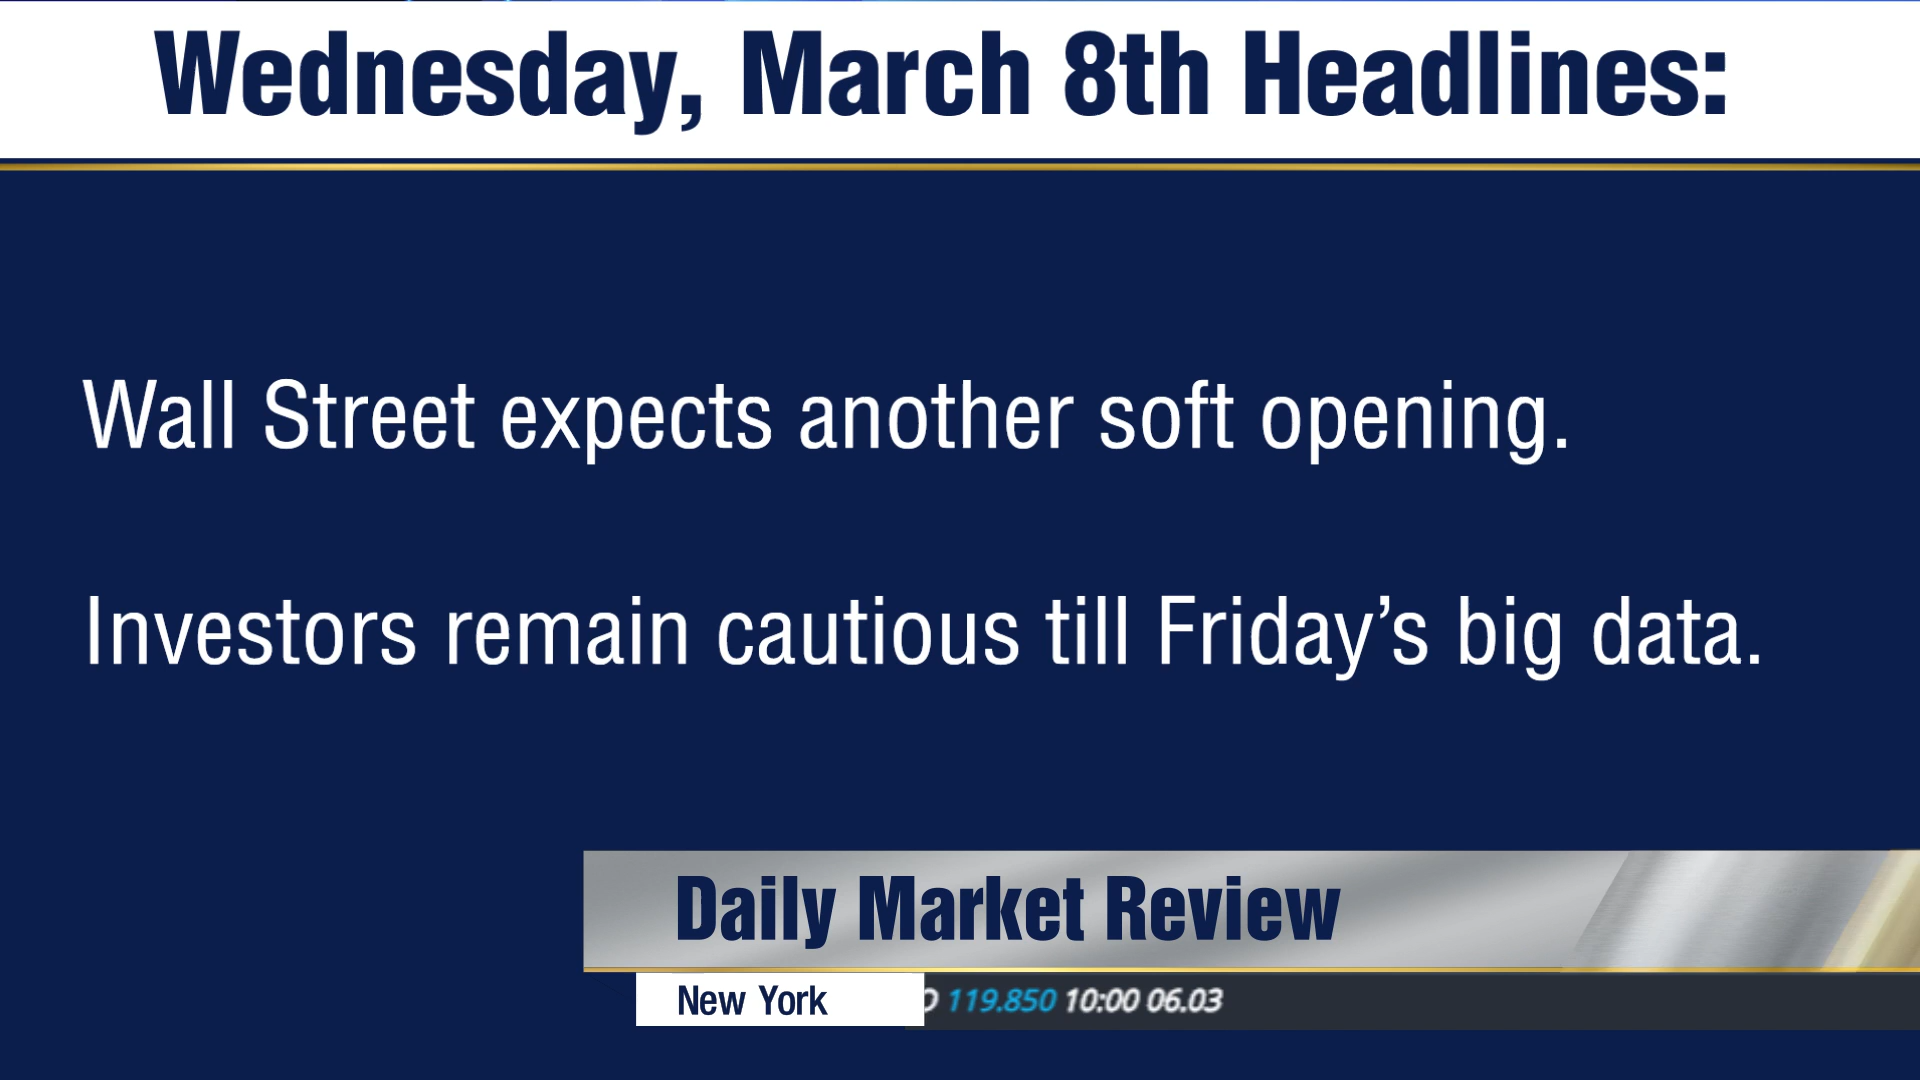 Wednesday, March 8th Headlines:
Wall Street expects another soft opening.
Investors remain cautious till Friday’s big data.
Daily Market Review
New York
119.850 10:00 06.03